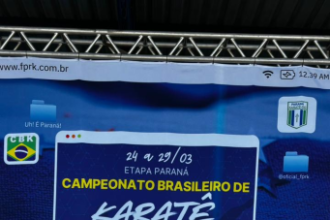 www.fprk.com.br
12.39 AM
Uh! É Paraná!
CBK
@oficial_fprk
24 a 29/03
ETAPA PARANÁ
CAMPEONATO BRASILEIRO DE
KARATÊ